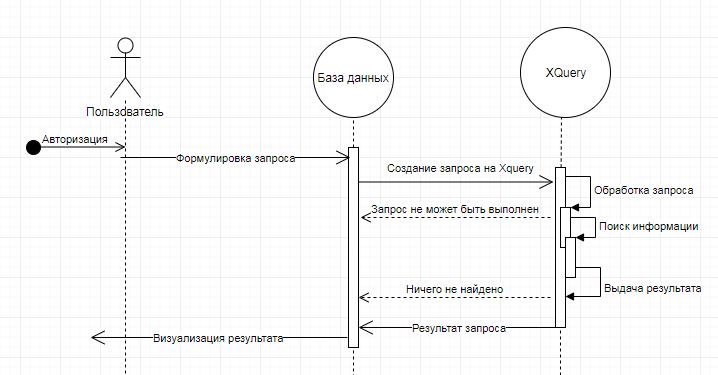 Пользователь
База данных
XQuery
Авторизация
Формулировка запроса
Создание запроса на Xquery
Обработка запроса
Запрос не может быть выполнен
Поиск информации
Ничего не найдено
Выдача результата
Результат запроса
Визуализация результата